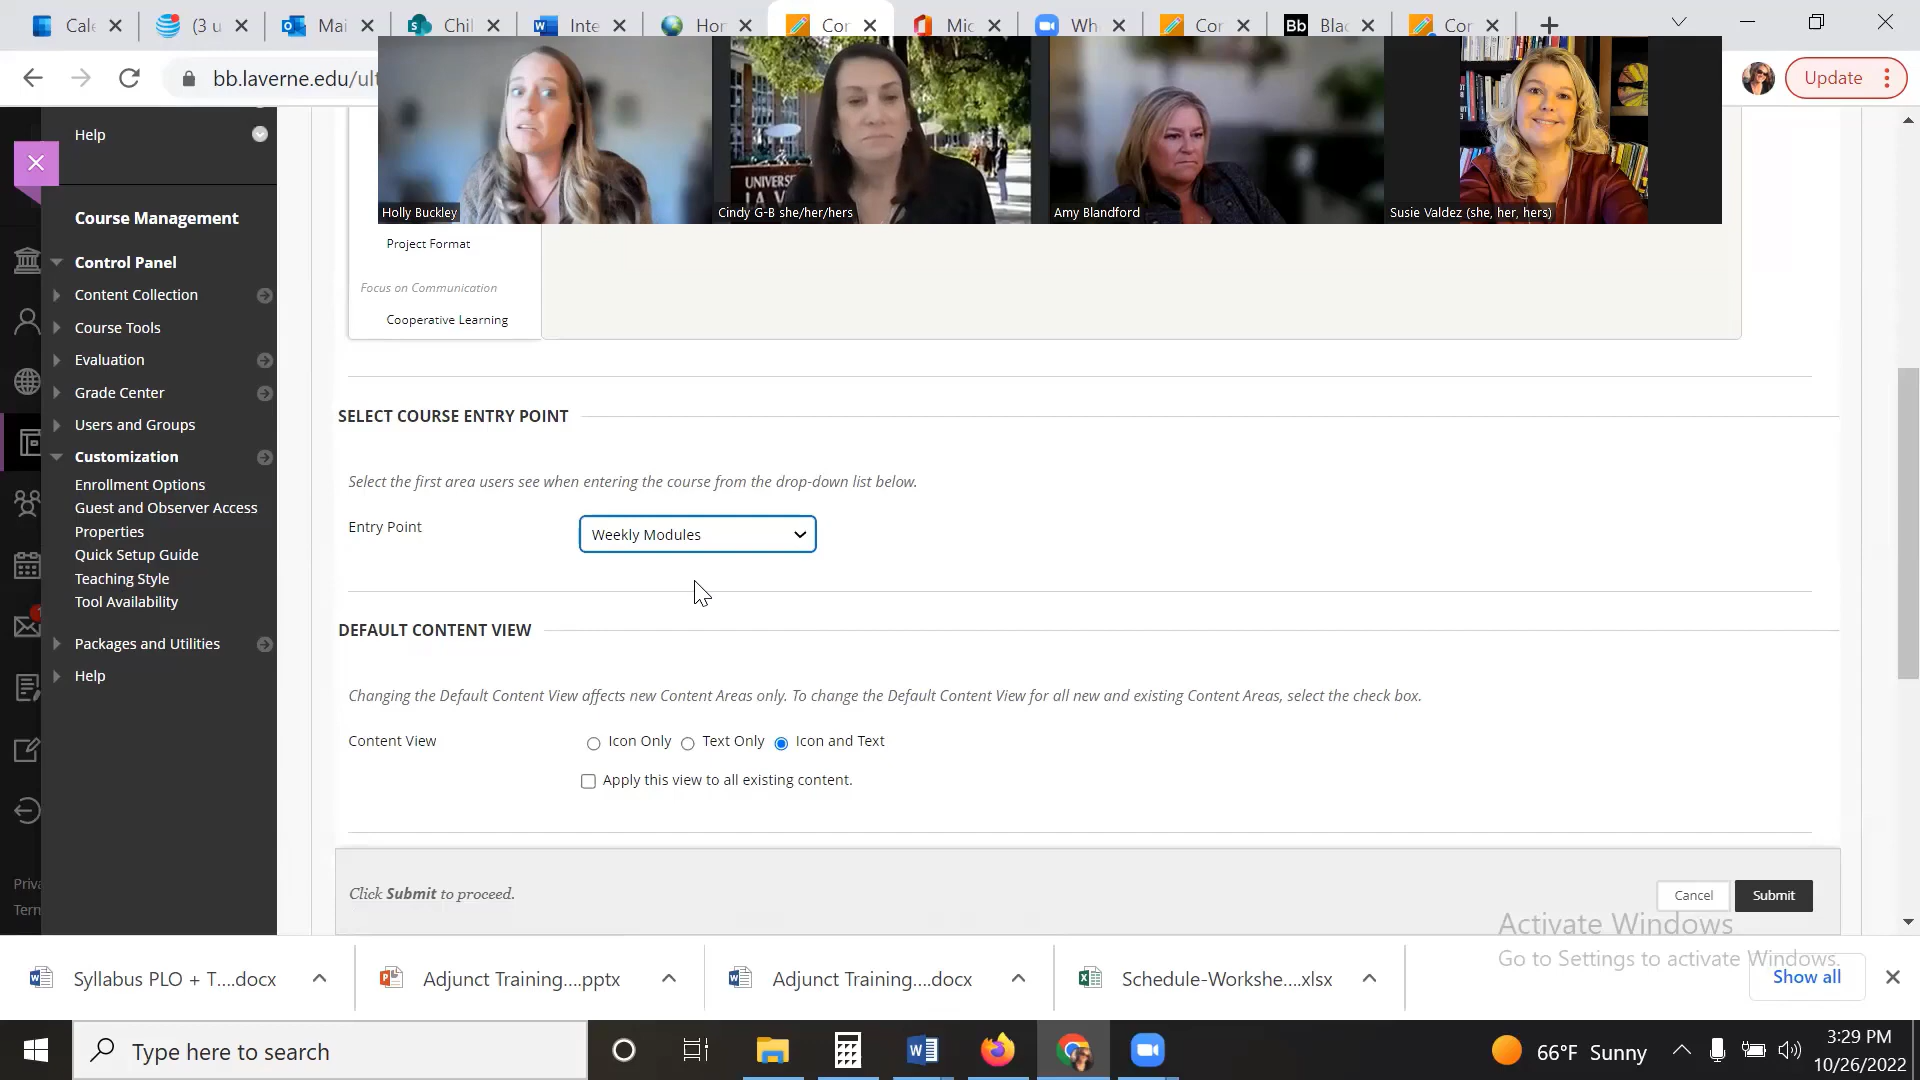 Cale
(3 u
Mai
Chil
Inte
Hor
Cor
Mic
Wh
Cor
Bb
Blac
Cor
bb.laverne.edu/ult
Update
Holly Buckley
UNIVERS
LA V
Cindy G-B she/her/hers
Amy Blandford
Susie Valdez (she, her, hers)
Help
Course Management
Control Panel
Content Collection
Course Tools
Evaluation
Grade Center
Users and Groups
Customization
Enrollment Options
Guest and Observer Access
Properties
Quick Setup Guide
Teaching Style
Tool Availability
Packages and Utilities
Help
Priva
Term
Project Format
Focus on Communication
Cooperative Learning
SELECT COURSE ENTRY POINT
Select the first area users see when entering the course from the drop-down list below.
Entry Point
Weekly Modules
DEFAULT CONTENT VIEW
Changing the Default Content View affects new Content Areas only. To change the Default Content View for all new and existing Content Areas, select the check box.
Content View
Icon Only
Text Only
Icon and Text
Apply this view to all existing content.
Click Submit to proceed.
Cancel
Submit
Activate Windows
Go to Settings to activate Windows.
Syllabus PLO + T....docx
Adjunct Training....pptx
Adjunct Training....docx
Schedule-Workshe....xlsx
Show all
Type here to search
66°F Sunny
3:29 PM
10/26/2022